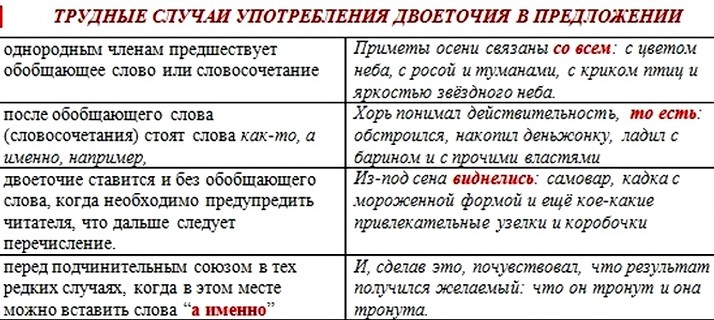 ТРУДНЫЕ СЛУЧАИ УПОТРЕБЛЕНИЯ ДВОЕТОЧИЯ В ПРЕДЛОЖЕНИИ
однородным членам предшествует
обобщающее слово или словосочетание
Приметы осени связаны со всем: с цветом
неба, с росой и туманами, с криком птиц и
яркостью звёздного неба.
после обобщающего слова
(словосочетания) стоят слова как-то, а
именно, например,
Хорь понимал действительность, то есть:
обстроился, накопил деньжонку, ладил с
барином и с прочими властями
двоеточие ставится и без обобщающего
слова, когда необходимо предупредить
читателя, что дальше следует
перечисление.
Из-под сена виднелись: самовар, кадка с
мороженной формой и ещё кое-какие
привлекательные узелки и коробочки
перед подчинительным союзом в тех
редких случаях, когда в этом месте
можно вставить слова “а именно”
И, сделав это, почувствовал, что результат
получился желаемый: что он тронут и она
тронута.